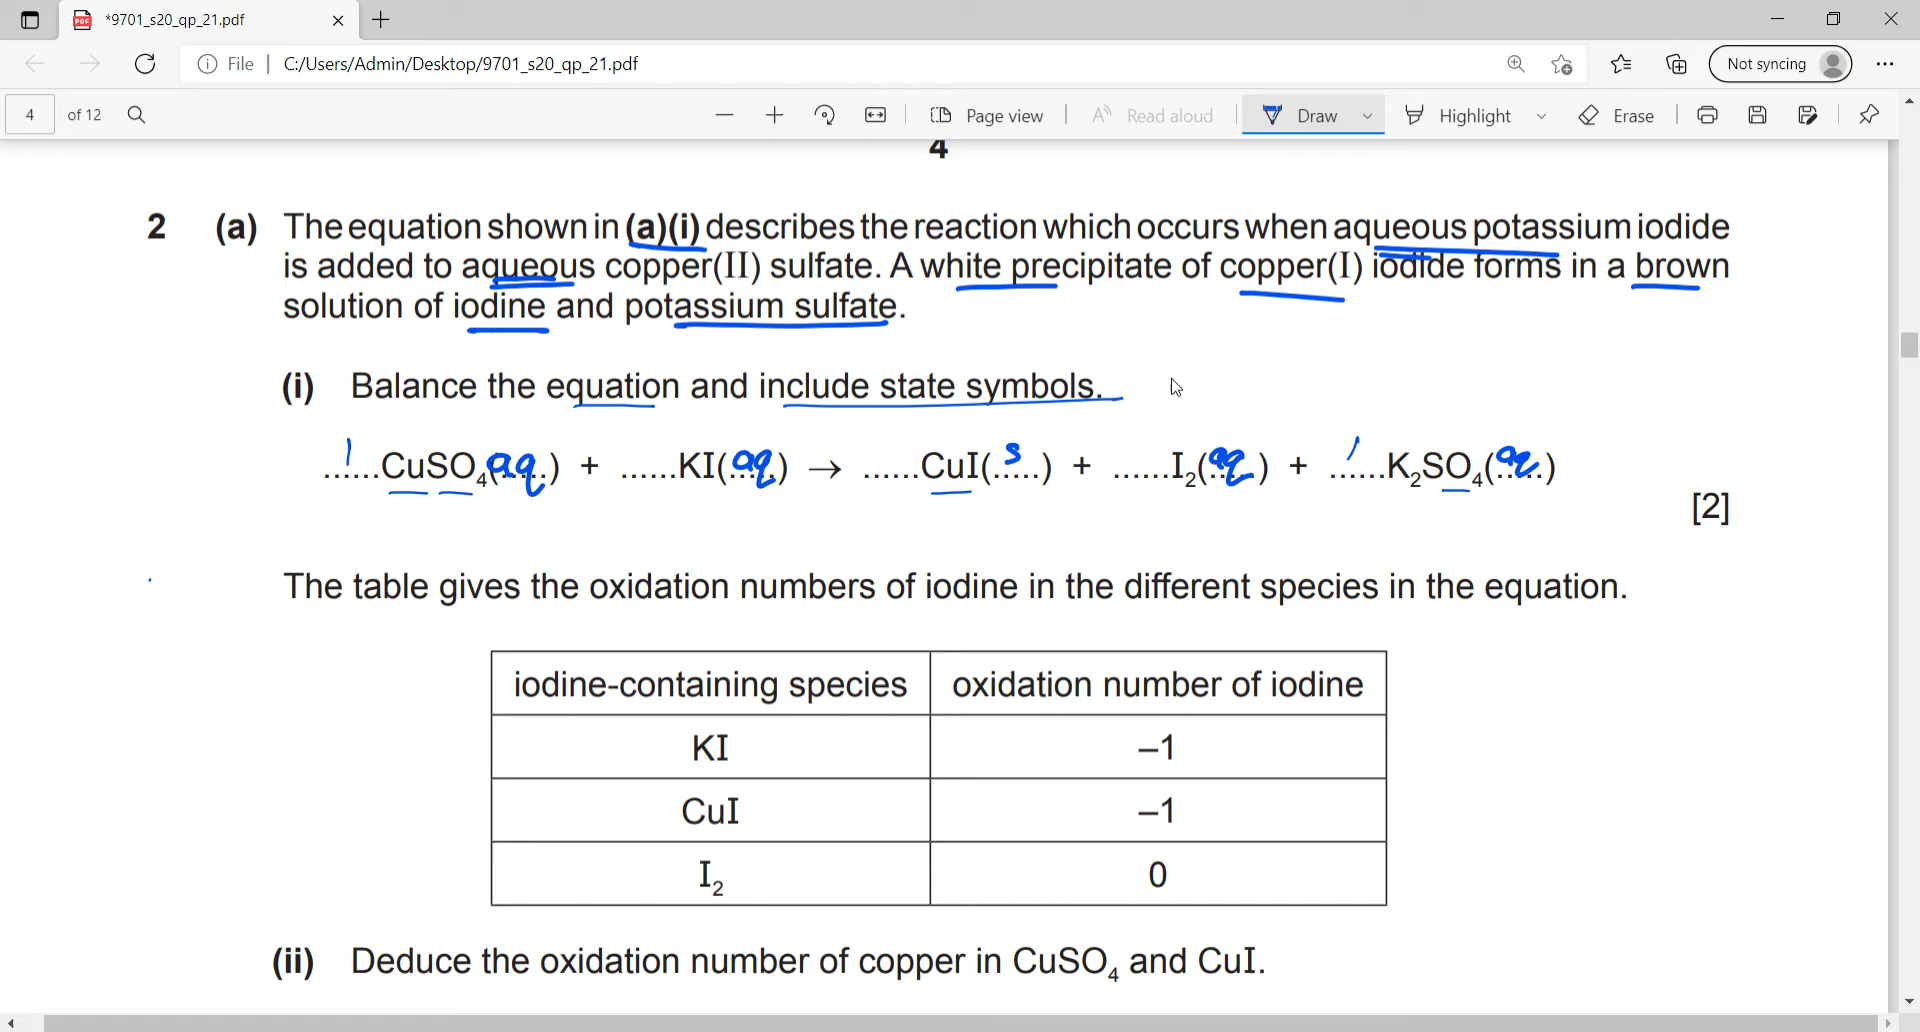 *9701_s20_qp_21.pdf
File | C:/Users/Admin/Desktop/9701_s20_qp_21.pdf Not syncing
4 of 12 Page view Read aloud Draw Highlight Erase
4
2 (a) The equation shown in (a)(i) describes the reaction which occurs when aqueous potassium iodide
is added to aqueous copper(II) sulfate. A white precipitate of copper(I) iodide forms in a brown
solution of iodine and potassium sulfate.
(i) Balance the equation and include state symbols.
...1...CuSO₄(aq) + ......KI(aq) → ......CuI(s) + ......I₂(aq) + ...1...K₂SO₄(aq)
[2]
The table gives the oxidation numbers of iodine in the different species in the equation.
iodine-containing species oxidation number of iodine
KI –1
CuI –1
I₂ 0
(ii) Deduce the oxidation number of copper in CuSO₄ and CuI.